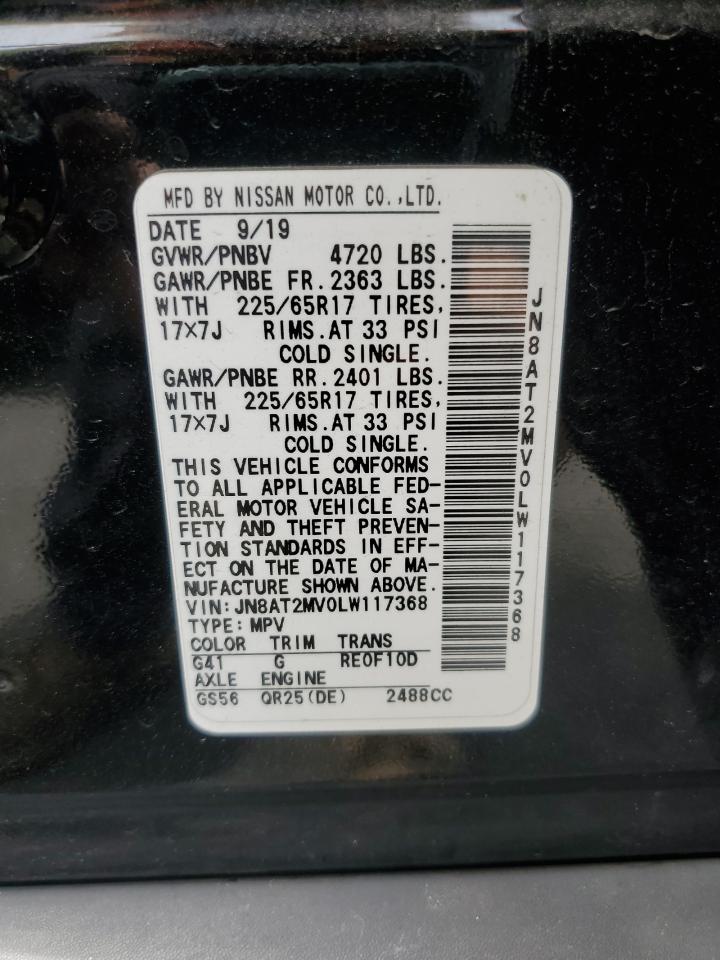 MFD BY NISSAN MOTOR CO.,LTD.
DATE 9/19
GVWR/PNBV 4720 LBS.
GAWR/PNBE FR.2363 LBS.
WITH 225/65R17 TIRES,
17×7J RIMS.AT 33 PSI
COLD SINGLE.
GAWR/PNBE RR.2401 LBS.
WITH 225/65R17 TIRES,
17×7J RIMS.AT 33 PSI
COLD SINGLE.
THIS VEHICLE CONFORMS
TO ALL APPLICABLE FED-
ERAL MOTOR VEHICLE SA-
FETY AND THEFT PREVEN-
TION STANDARDS IN EFF-
ECT ON THE DATE OF MA-
NUFACTURE SHOWN ABOVE.
VIN:JN8AT2MV0LW117368
TYPE:MPV
COLOR TRIM TRANS
G41 G RE0F10D
AXLE ENGINE
GS56 QR25(DE) 2488CC
JN8AT2MV0LW117368